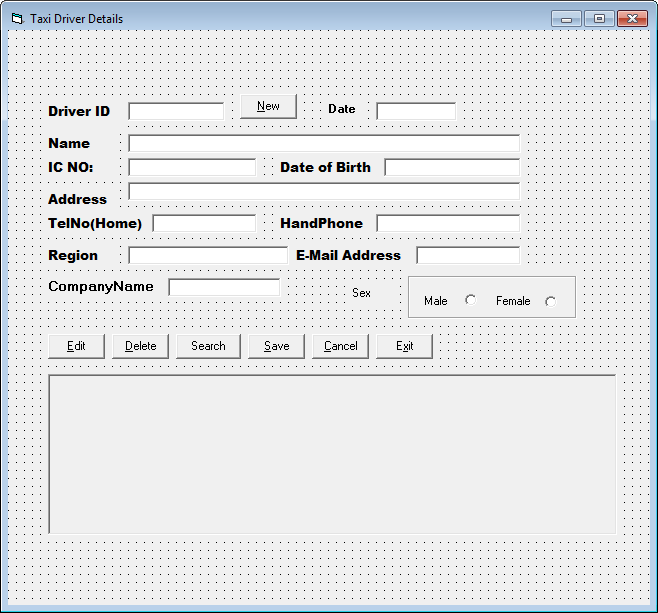 Taxi Driver Details
Driver ID New Date
Name
IC NO: Date of Birth
Address
TelNo(Home) HandPhone
Region E-Mail Address
CompanyName Sex Male Female
Edit Delete Search Save Cancel Exit